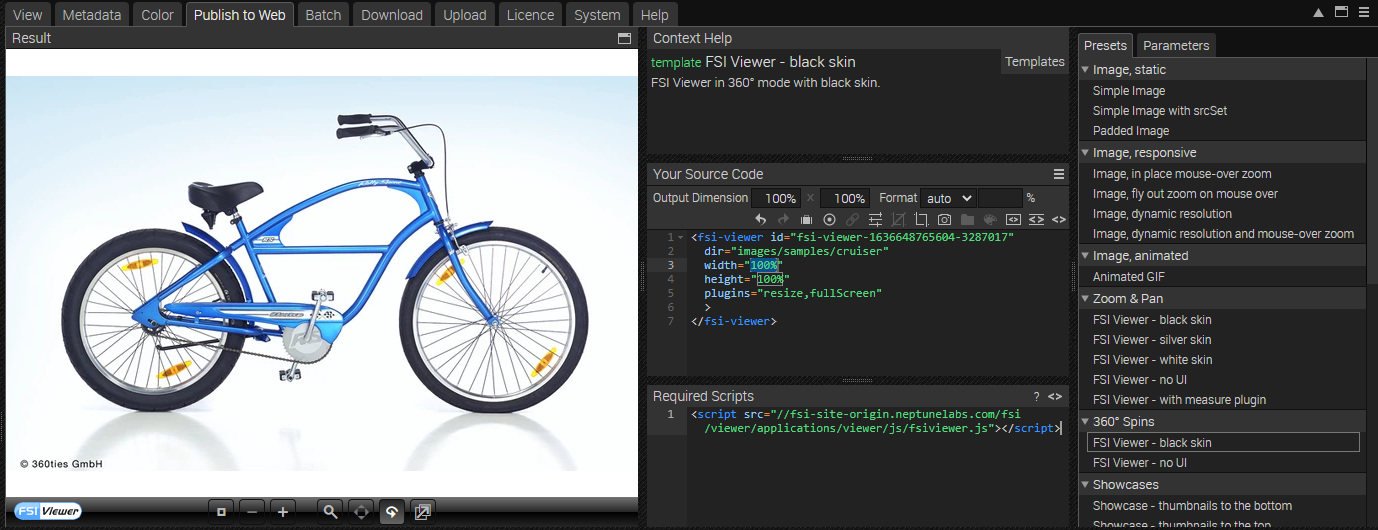 View Metadata Color Publish to Web Batch Download Upload Licence System Help
Result
© 360ties GmbH
FSI Viewer
Context Help
template FSI Viewer - black skin
Templates
FSI Viewer in 360° mode with black skin.
Your Source Code
Output Dimension 100% x 100% Format auto %
1 <fsi-viewer id="fsi-viewer-1636648765604-3287017"
2 dir="images/samples/cruiser"
3 width="100%"
4 height="100%"
5 plugins="resize,fullScreen"
6 >
7 </fsi-viewer>
Required Scripts ? <>
1 <script src="//fsi-site-origin.neptunelabs.com/fsi
/viewer/applications/viewer/js/fsiviewer.js"></script>
Presets Parameters
Image, static
Simple Image
Simple Image with srcSet
Padded Image
Image, responsive
Image, in place mouse-over zoom
Image, fly out zoom on mouse over
Image, dynamic resolution
Image, dynamic resolution and mouse-over zoom
Image, animated
Animated GIF
Zoom & Pan
FSI Viewer - black skin
FSI Viewer - silver skin
FSI Viewer - white skin
FSI Viewer - no UI
FSI Viewer - with measure plugin
360° Spins
FSI Viewer - black skin
FSI Viewer - no UI
Showcases
Showcase - thumbnails to the bottom
Showcase - thumbnails to the top